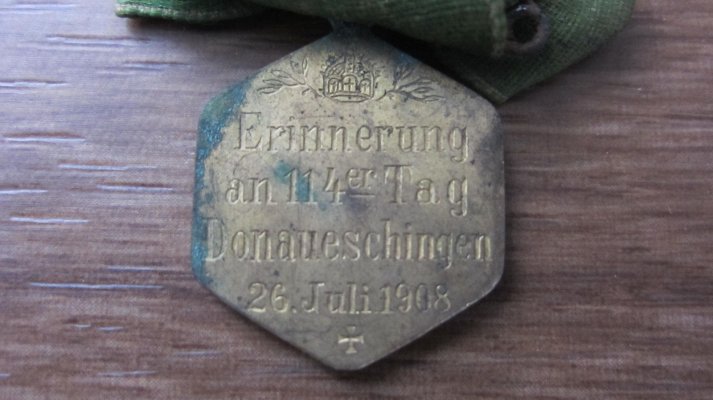 Erinnerung
an 114er Tag
Donaueschingen
26. Juli 1908